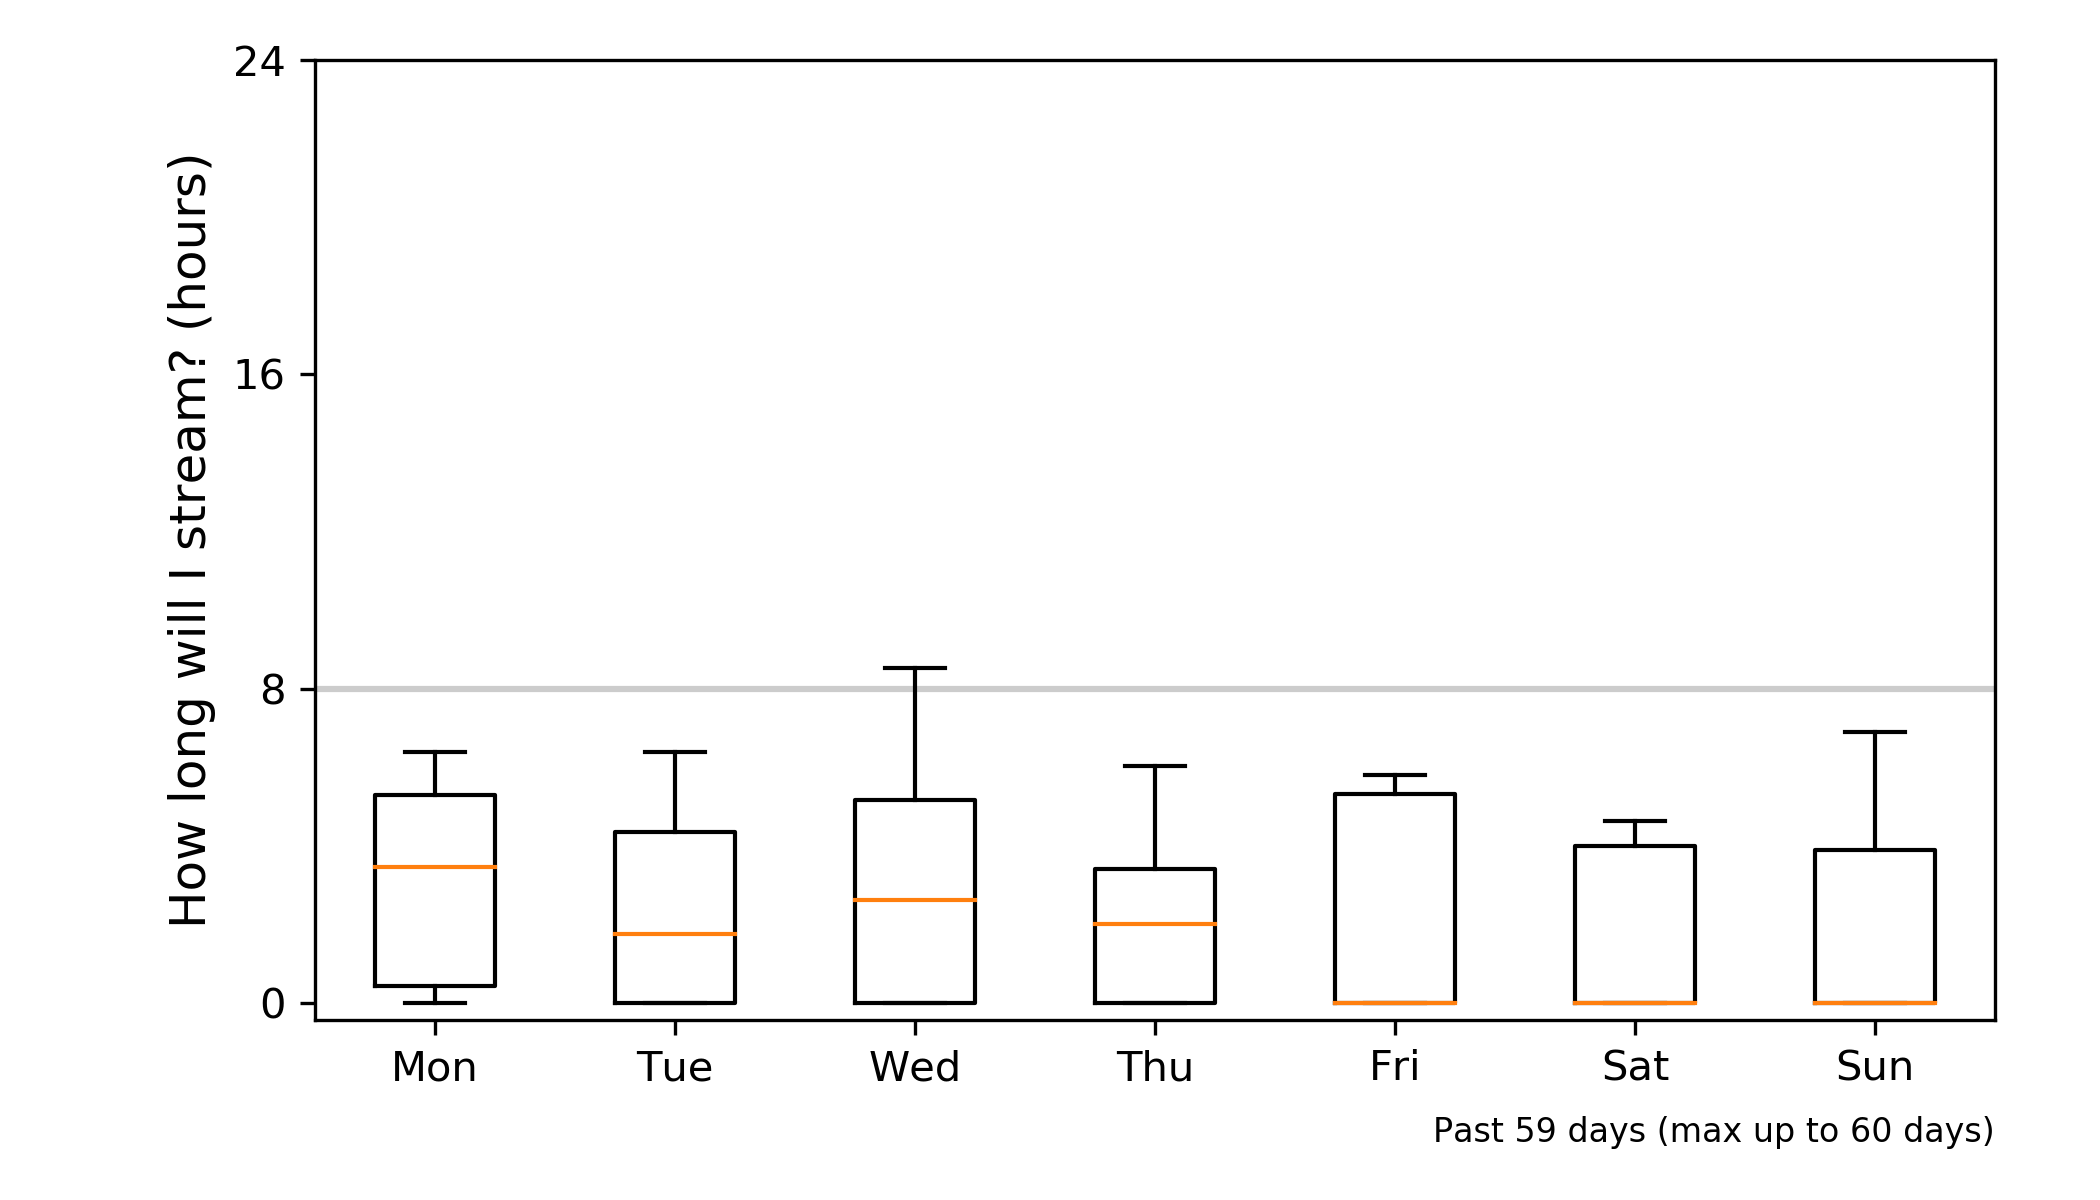 How long will I stream? (hours)
24
16
8
0
Mon Tue Wed Thu Fri Sat Sun
Past 59 days (max up to 60 days)